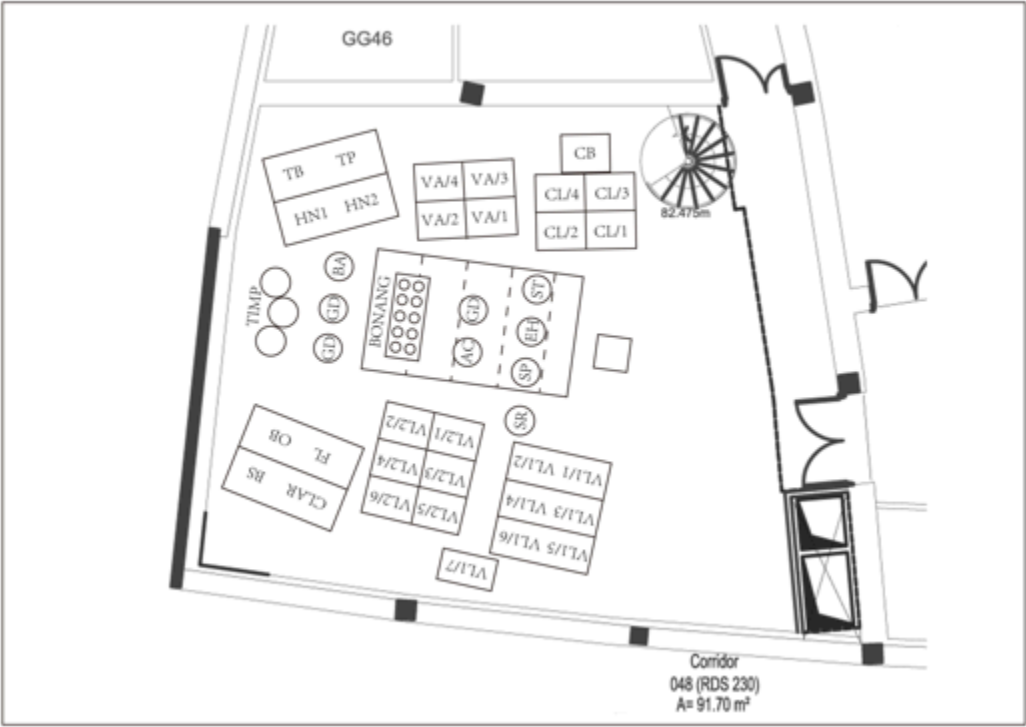 GG46
TB TP
HN1 HN2
VA/4 VA/3
VA/2 VA/1
CB
CL/4 CL/3
CL/2 CL/1
82.475m
TIMP
BA
GD
GD
BONANG
GD
AC
ST
EH
SP
SR
OB FL
BS CLAR
VL2/2 VL2/1
VL2/4 VL2/3
VL2/6 VL2/5
VL1/2 VL1/1
VL1/4 VL1/3
VL1/6 VL1/5
VL1/7
Corridor
048 (RDS 230)
A= 91.70 m²